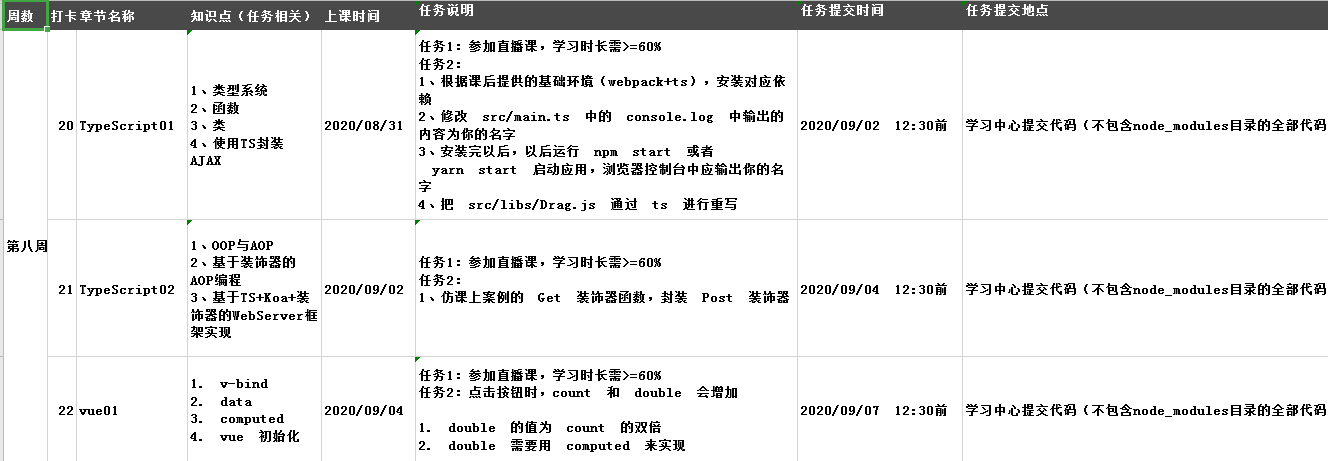 周数 打卡 章节名称 知识点（任务相关） 上课时间 任务说明 任务提交时间 任务提交地点
第八周
20 TypeScript01
1、类型系统
2、函数
3、类
4、使用TS封装
AJAX
2020/08/31
任务1：参加直播课，学习时长需>=60%
任务2：
1、根据课后提供的基础环境（webpack+ts），安装对应依
赖
2、修改 src/main.ts 中的 console.log 中输出的
内容为你的名字
3、安装完以后，以后运行 npm start 或者
yarn start 启动应用，浏览器控制台中应输出你的名
字
4、把 src/libs/Drag.js 通过 ts 进行重写
2020/09/02 12:30前
学习中心提交代码（不包含node_modules目录的全部代码
21 TypeScript02
1、OOP与AOP
2、基于装饰器的
AOP编程
3、基于TS+Koa+装
饰器的WebServer框
架实现
2020/09/02
任务1：参加直播课，学习时长需>=60%
任务2：
1、仿课上案例的 Get 装饰器函数，封装 Post 装饰器
2020/09/04 12:30前
学习中心提交代码（不包含node_modules目录的全部代码
22 vue01
1. v-bind
2. data
3. computed
4. vue 初始化
2020/09/04
任务1：参加直播课，学习时长需>=60%
任务2：点击按钮时，count 和 double 会增加
1. double 的值为 count 的双倍
2. double 需要用 computed 来实现
2020/09/07 12:30前
学习中心提交代码（不包含node_modules目录的全部代码